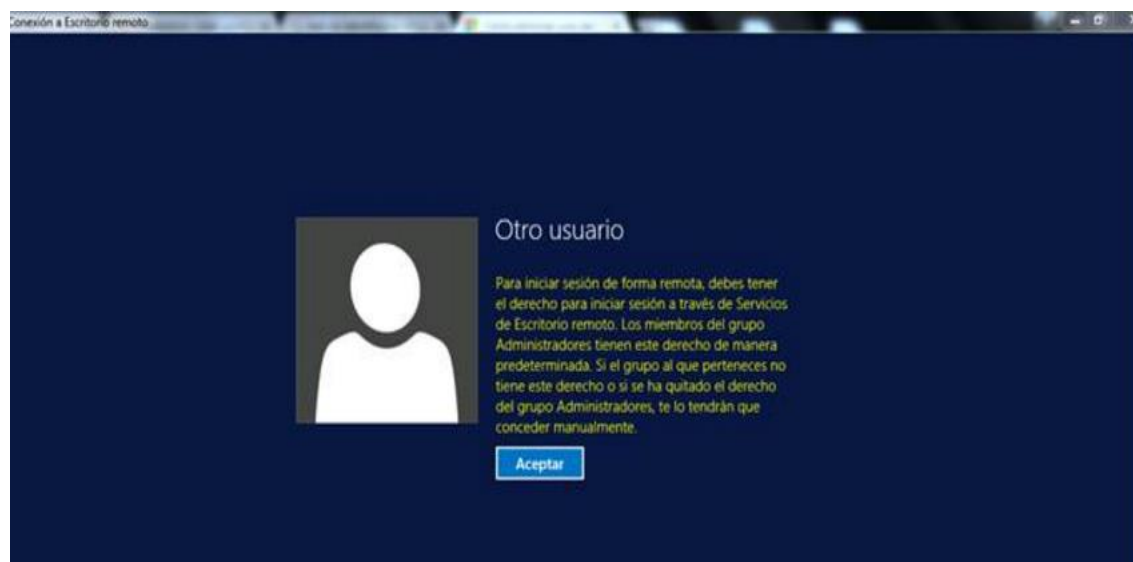 Conexión a Escritorio remoto
Otro usuario
Para iniciar sesión de forma remota, debes tener
el derecho para iniciar sesión a través de Servicios
de Escritorio remoto. Los miembros del grupo
Administradores tienen este derecho de manera
predeterminada. Si el grupo al que perteneces no
tiene este derecho o si se ha quitado el derecho
del grupo Administradores, te lo tendrán que
conceder manualmente.
Aceptar